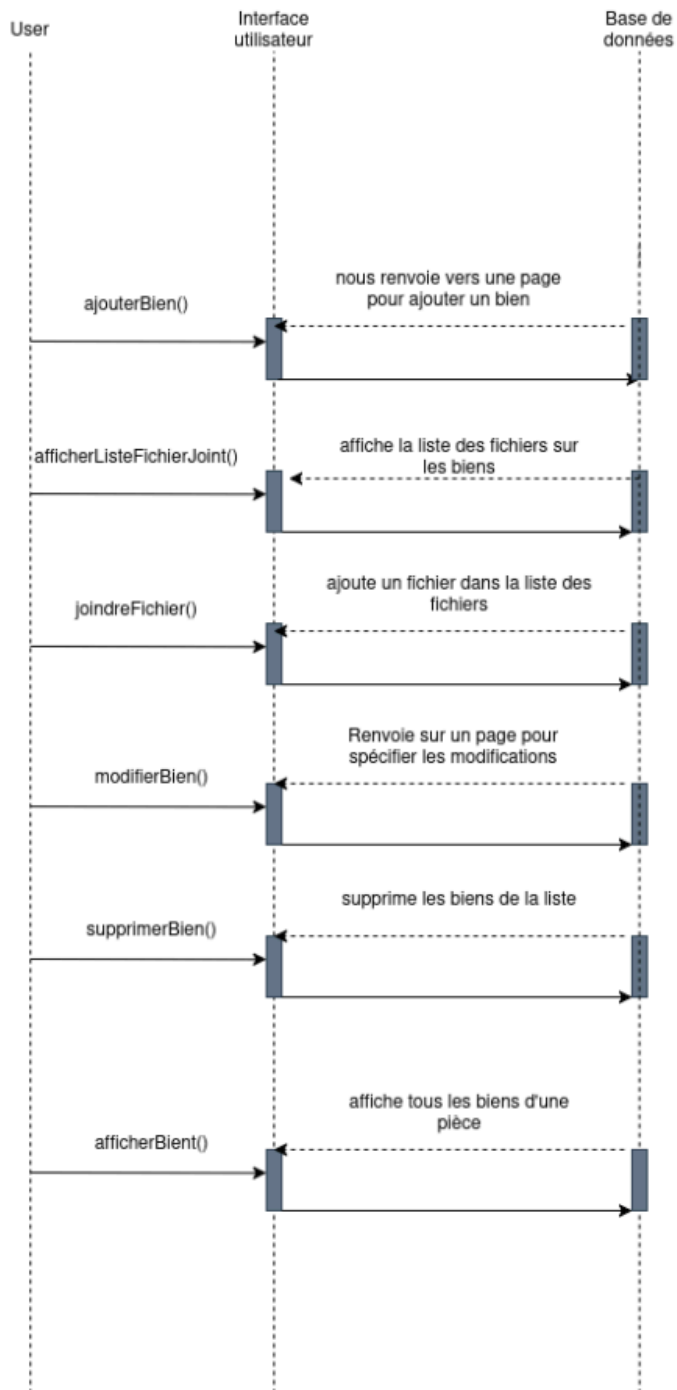 User
Interface
utilisateur
Base de
données
nous renvoie vers une page
pour ajouter un bien
ajouterBien()
affiche la liste des fichiers sur
les biens
afficherListeFichierJoint()
ajoute un fichier dans la liste des
fichiers
joindreFichier()
Renvoie sur un page pour
spécifier les modifications
modifierBien()
supprime les biens de la liste
supprimerBien()
affiche tous les biens d'une
pièce
afficherBient()